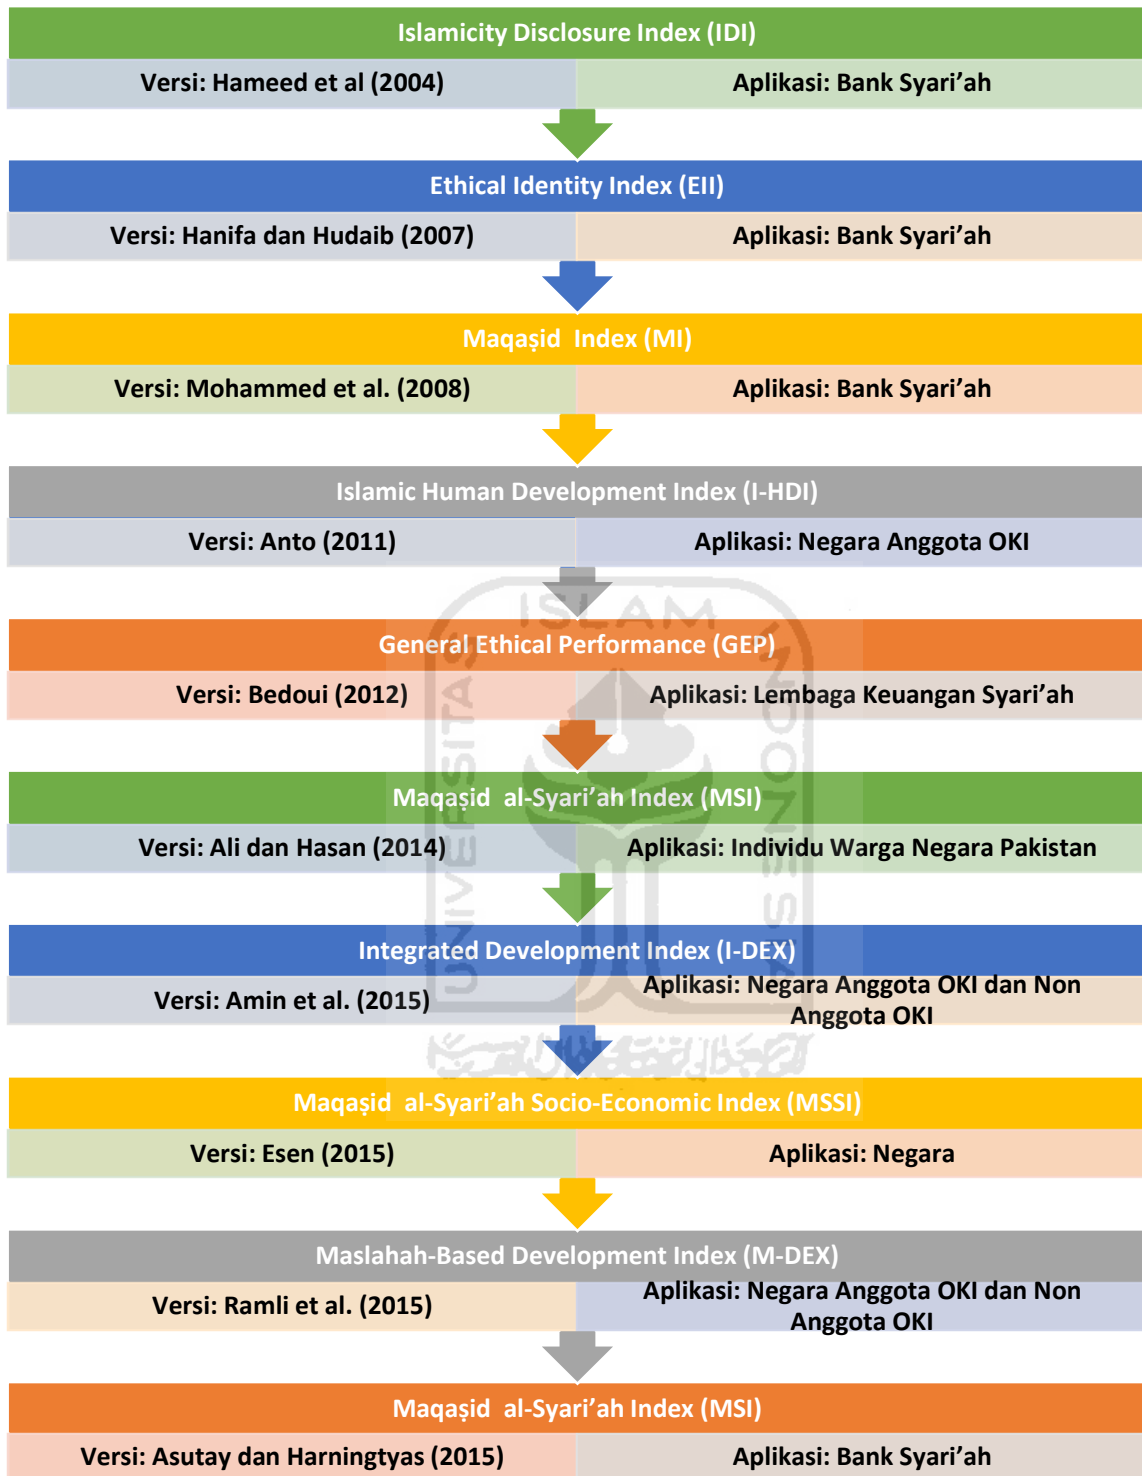 Islamicity Disclosure Index (IDI)
Versi: Hameed et al (2004)
Aplikasi: Bank Syari’ah
Ethical Identity Index (EII)
Versi: Hanifa dan Hudaib (2007)
Aplikasi: Bank Syari’ah
Maqaṣid  Index (MI)
Versi: Mohammed et al. (2008)
Aplikasi: Bank Syari’ah
Islamic Human Development Index (I-HDI)
Versi: Anto (2011)
Aplikasi: Negara Anggota OKI
General Ethical Performance (GEP)
Versi: Bedoui (2012)
Aplikasi: Lembaga Keuangan Syari’ah
Maqaṣid  al-Syari’ah Index (MSI)
Versi: Ali dan Hasan (2014)
Aplikasi: Individu Warga Negara Pakistan
Integrated Development Index (I-DEX)
Versi: Amin et al. (2015)
Aplikasi: Negara Anggota OKI dan Non
Anggota OKI
Maqaṣid  al-Syari’ah Socio-Economic Index (MSSI)
Versi: Esen (2015)
Aplikasi: Negara
Maslahah-Based Development Index (M-DEX)
Versi: Ramli et al. (2015)
Aplikasi: Negara Anggota OKI dan Non
Anggota OKI
Maqaṣid  al-Syari’ah Index (MSI)
Versi: Asutay dan Harningtyas (2015)
Aplikasi: Bank Syari’ah
UNIVERSITAS
ISLAM
INDONESIA